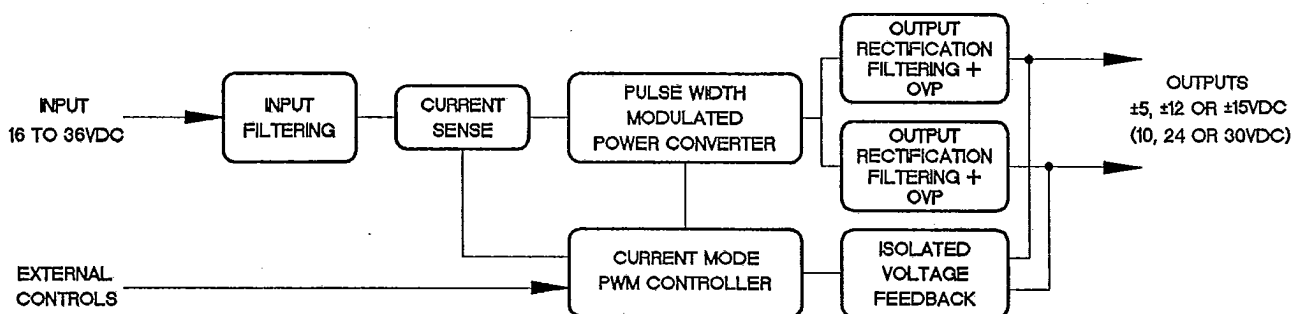 INPUT
16 TO 36VDC
INPUT
FILTERING
CURRENT
SENSE
PULSE WIDTH
MODULATED
POWER CONVERTER
OUTPUT
RECTIFICATION
FILTERING +
OVP
OUTPUT
RECTIFICATION
FILTERING +
OVP
OUTPUTS
±5, ±12 OR ±15VDC
(10, 24 OR 30VDC)
EXTERNAL
CONTROLS
CURRENT MODE
PWM CONTROLLER
ISOLATED
VOLTAGE
FEEDBACK